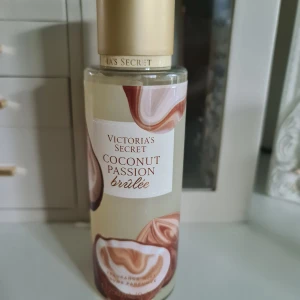 A'S SECRET
VICTORIA'S
SECRET
COCONUT
PASSION
brûlée